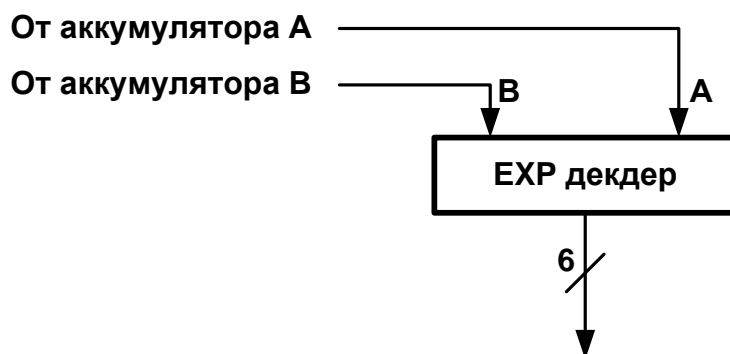 От аккумулятора А
От аккумулятора В
В
А
EXP декдер
6